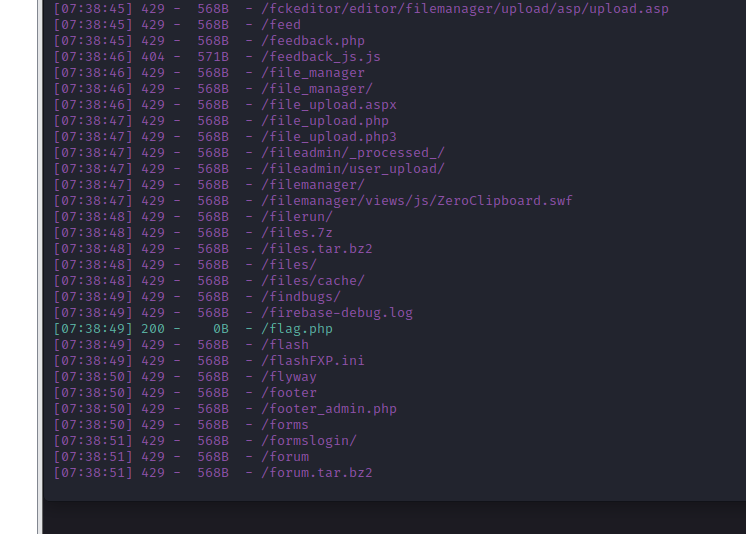 [07:38:45] 429 -  568B  - /fckeditor/editor/filemanager/upload/asp/upload.asp
[07:38:45] 429 -  568B  - /feed
[07:38:45] 429 -  568B  - /feedback.php
[07:38:46] 404 -  571B  - /feedback_js.js
[07:38:46] 429 -  568B  - /file_manager
[07:38:46] 429 -  568B  - /file_manager/
[07:38:46] 429 -  568B  - /file_upload.aspx
[07:38:47] 429 -  568B  - /file_upload.php
[07:38:47] 429 -  568B  - /file_upload.php3
[07:38:47] 429 -  568B  - /fileadmin/_processed_/
[07:38:47] 429 -  568B  - /fileadmin/user_upload/
[07:38:47] 429 -  568B  - /filemanager/
[07:38:47] 429 -  568B  - /filemanager/views/js/ZeroClipboard.swf
[07:38:48] 429 -  568B  - /filerun/
[07:38:48] 429 -  568B  - /files.7z
[07:38:48] 429 -  568B  - /files.tar.bz2
[07:38:48] 429 -  568B  - /files/
[07:38:48] 429 -  568B  - /files/cache/
[07:38:49] 429 -  568B  - /findbugs/
[07:38:49] 429 -  568B  - /firebase-debug.log
[07:38:49] 200 -    0B  - /flag.php
[07:38:49] 429 -  568B  - /flash
[07:38:49] 429 -  568B  - /flashFXP.ini
[07:38:50] 429 -  568B  - /flyway
[07:38:50] 429 -  568B  - /footer
[07:38:50] 429 -  568B  - /footer_admin.php
[07:38:50] 429 -  568B  - /forms
[07:38:51] 429 -  568B  - /formslogin/
[07:38:51] 429 -  568B  - /forum
[07:38:51] 429 -  568B  - /forum.tar.bz2